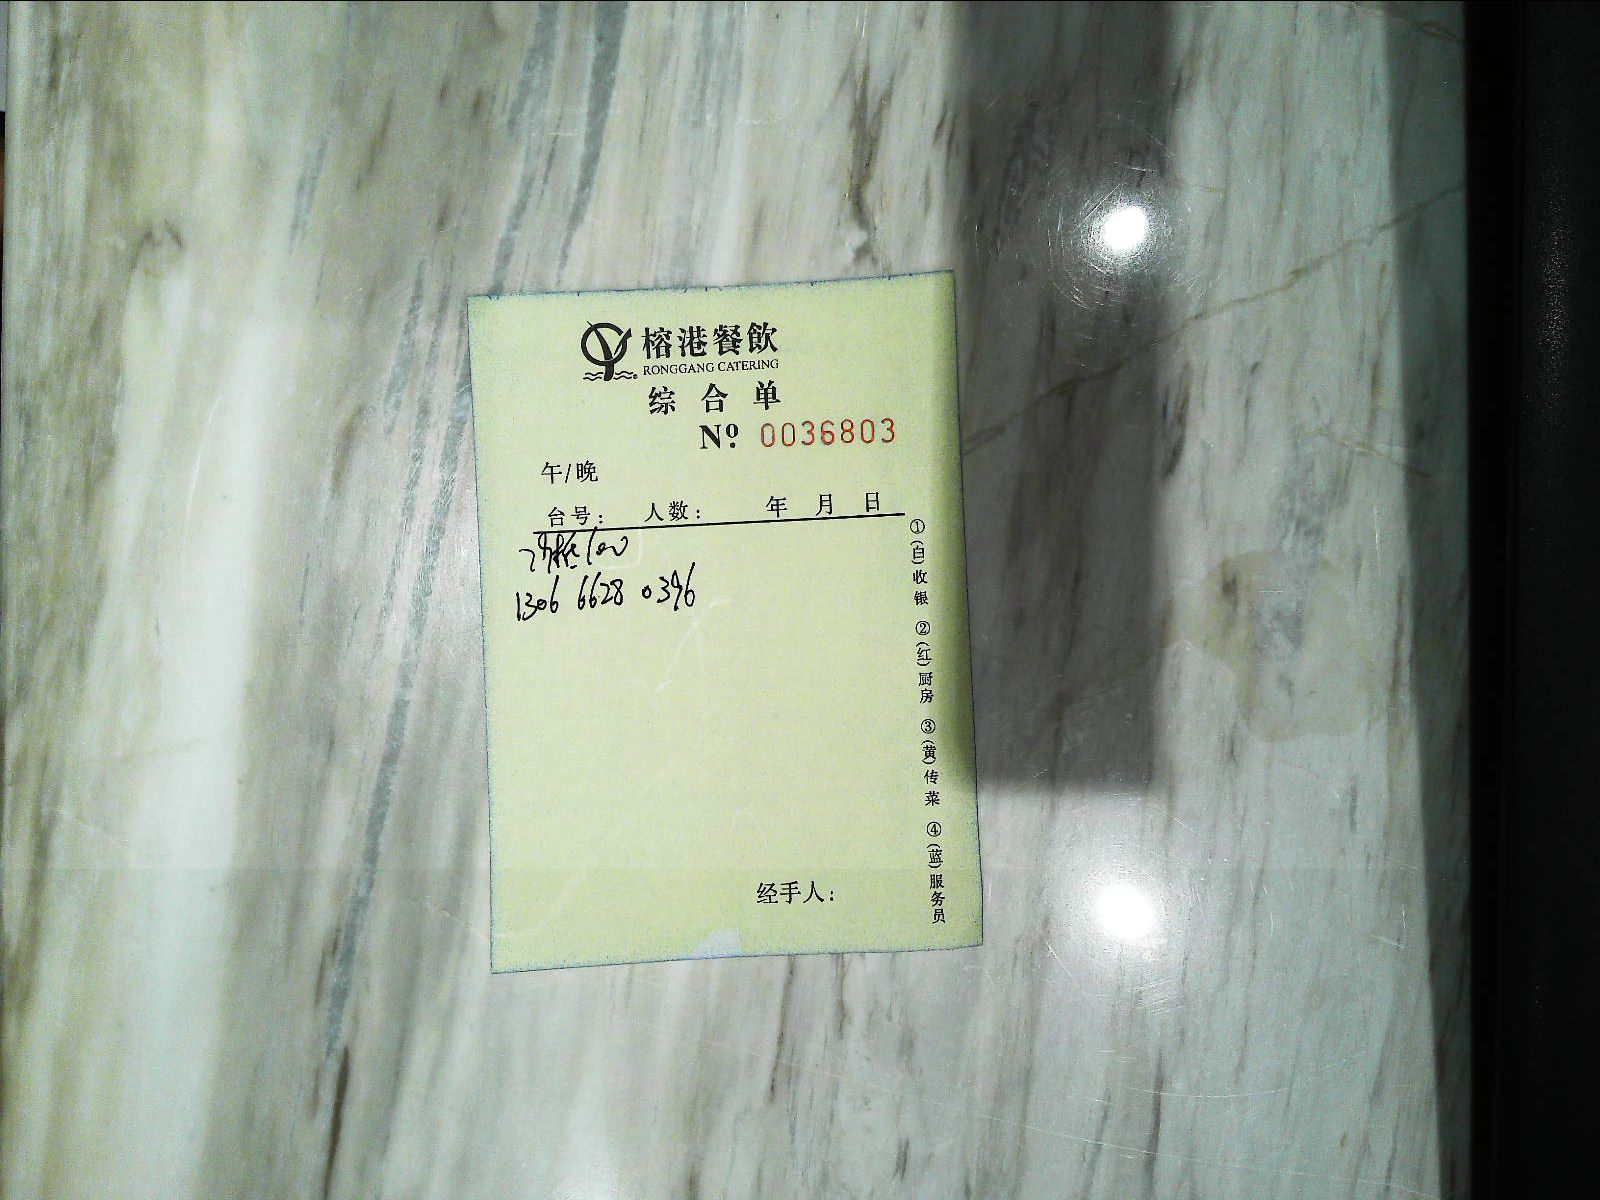 榕港餐飲
RONGGANG CATERING
综合单
Nº 0036803
午/晚
台号: 人数: 年 月 日
100
1306 6628 0396
经手人:
①(白)收银 ②(红)厨房 ③(黄)传菜 ④(蓝)服务员